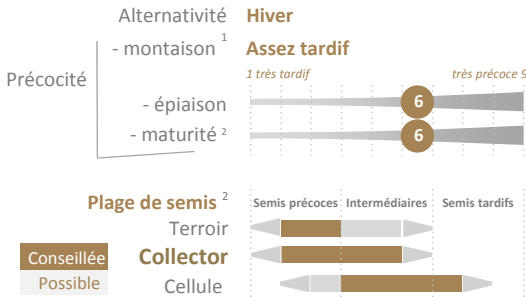 Alternativité Hiver
- montaison 1 Assez tardif
1 très tardif très précoce 9
Précocité
- épiaison 6
- maturité 2 6
Plage de semis 2 Semis précoces Intermédiaires Semis tardifs
Terroir
Conseillée Collector
Possible Cellule